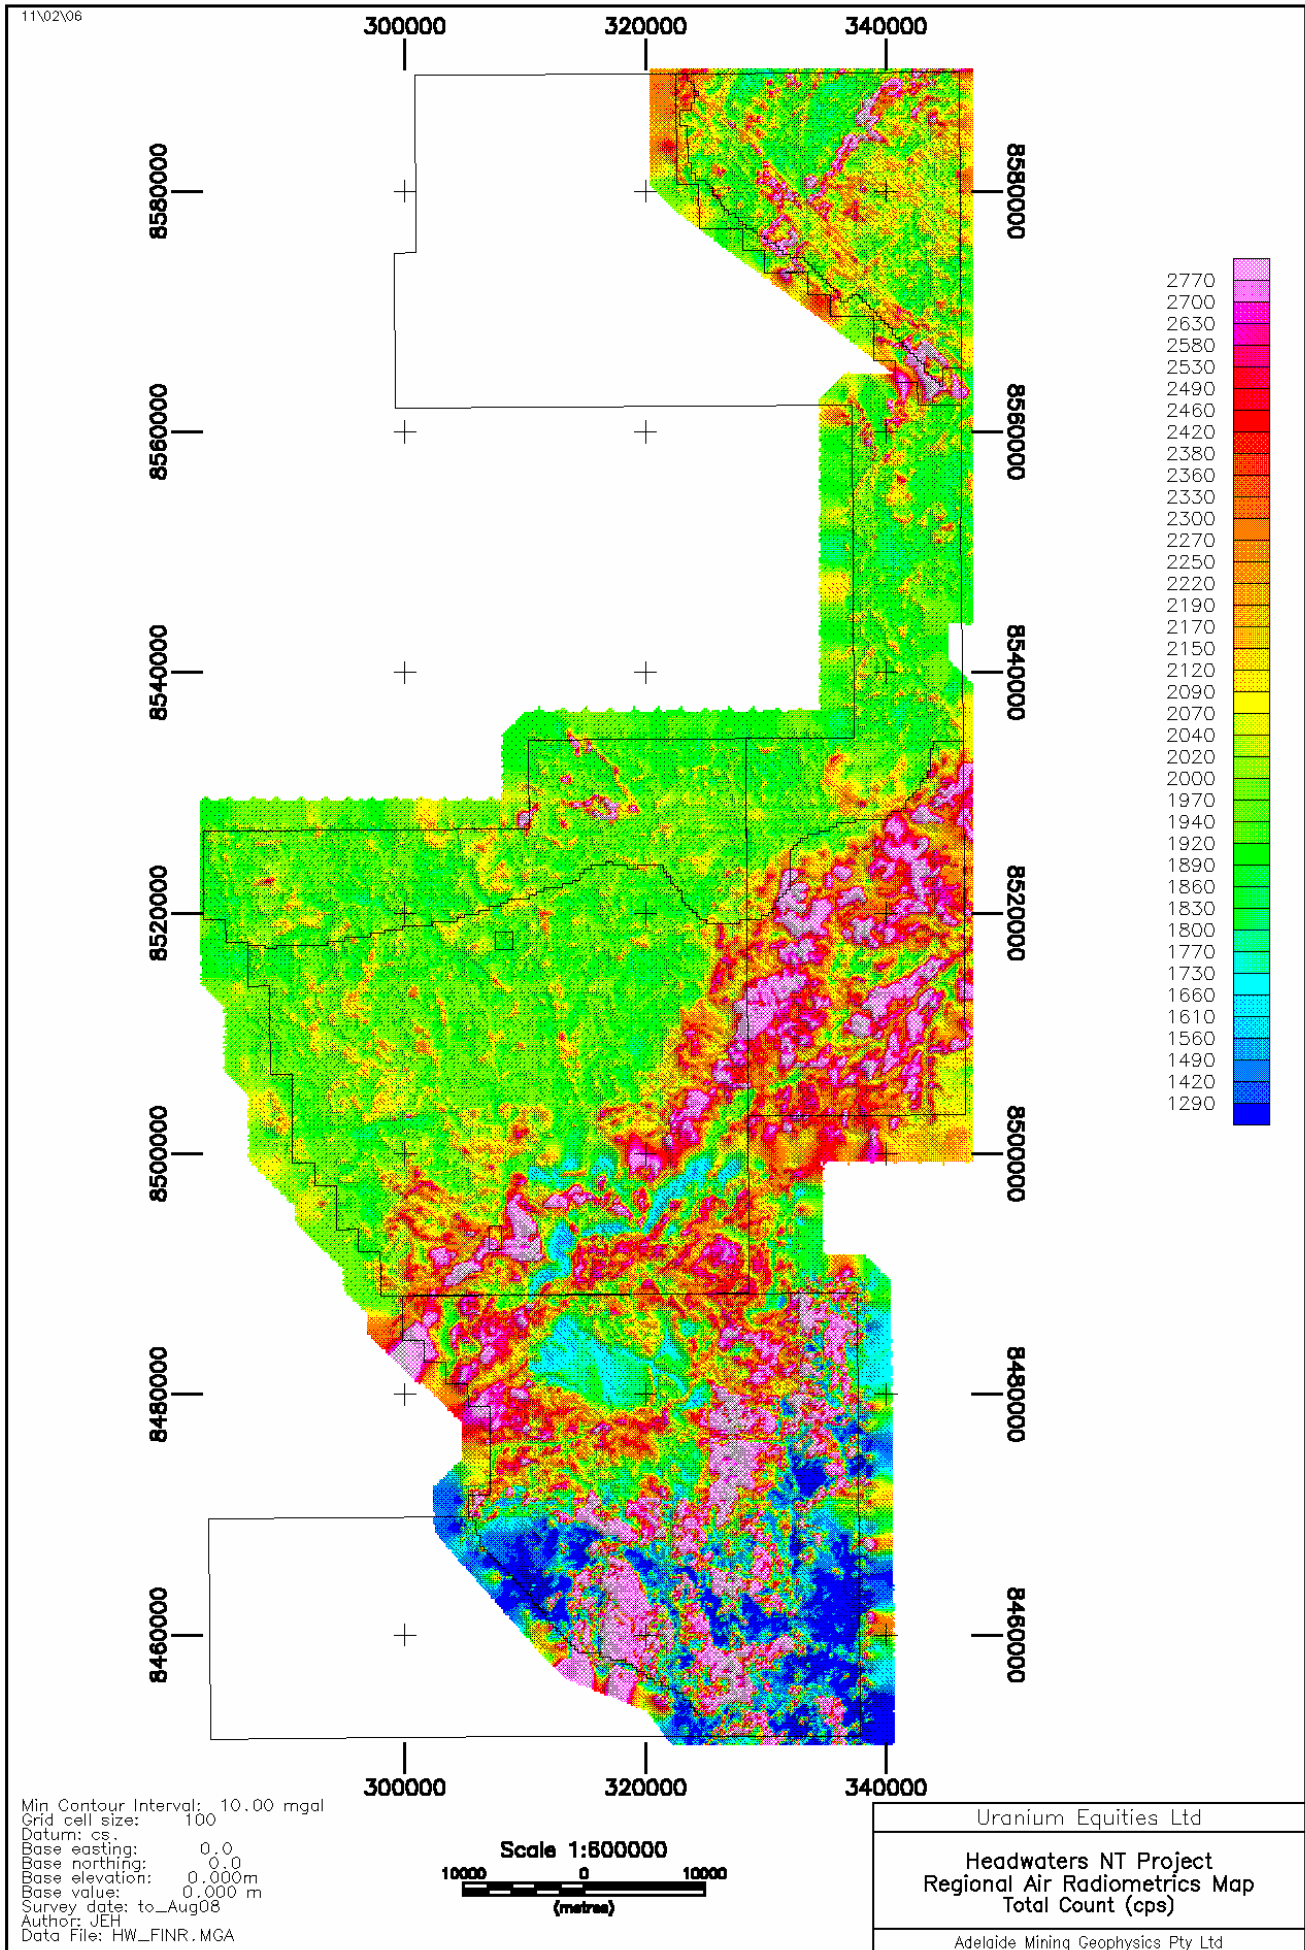 11\02\06
300000 320000 340000
8580000 8580000
8560000 8560000
8540000 8540000
8520000 8520000
8500000 8500000
8480000 8480000
8460000 8460000
300000 320000 340000
2770
2700
2630
2580
2530
2490
2460
2420
2380
2360
2330
2300
2270
2250
2220
2190
2170
2150
2120
2090
2070
2040
2020
2000
1970
1940
1920
1890
1860
1830
1800
1770
1730
1660
1610
1560
1490
1420
1290
Min Contour Interval: 10.00 mgal
Grid cell size: 100
Datum: cs.
Base easting: 0.0
Base northing: 0.0
Base elevation: 0.000m
Base value: 0.000 m
Survey date: to_Aug08
Author: JEH
Data File: HW_FINR.MGA
Scale 1:600000
10000 0 10000
(metres)
Uranium Equities Ltd
Headwaters NT Project
Regional Air Radiometrics Map
Total Count (cps)
Adelaide Mining Geophysics Pty Ltd